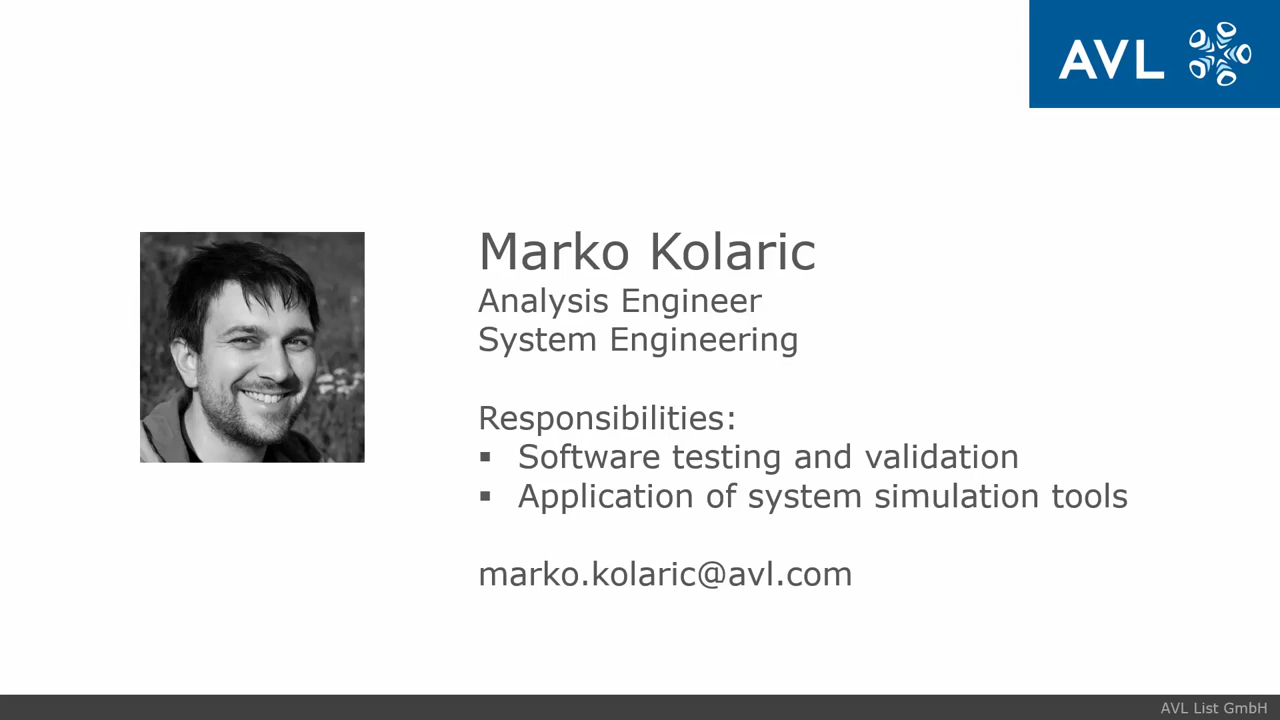 AVL
Marko Kolaric
Analysis Engineer
System Engineering
Responsibilities:
▪ Software testing and validation
▪ Application of system simulation tools
marko.kolaric@avl.com
AVL List GmbH